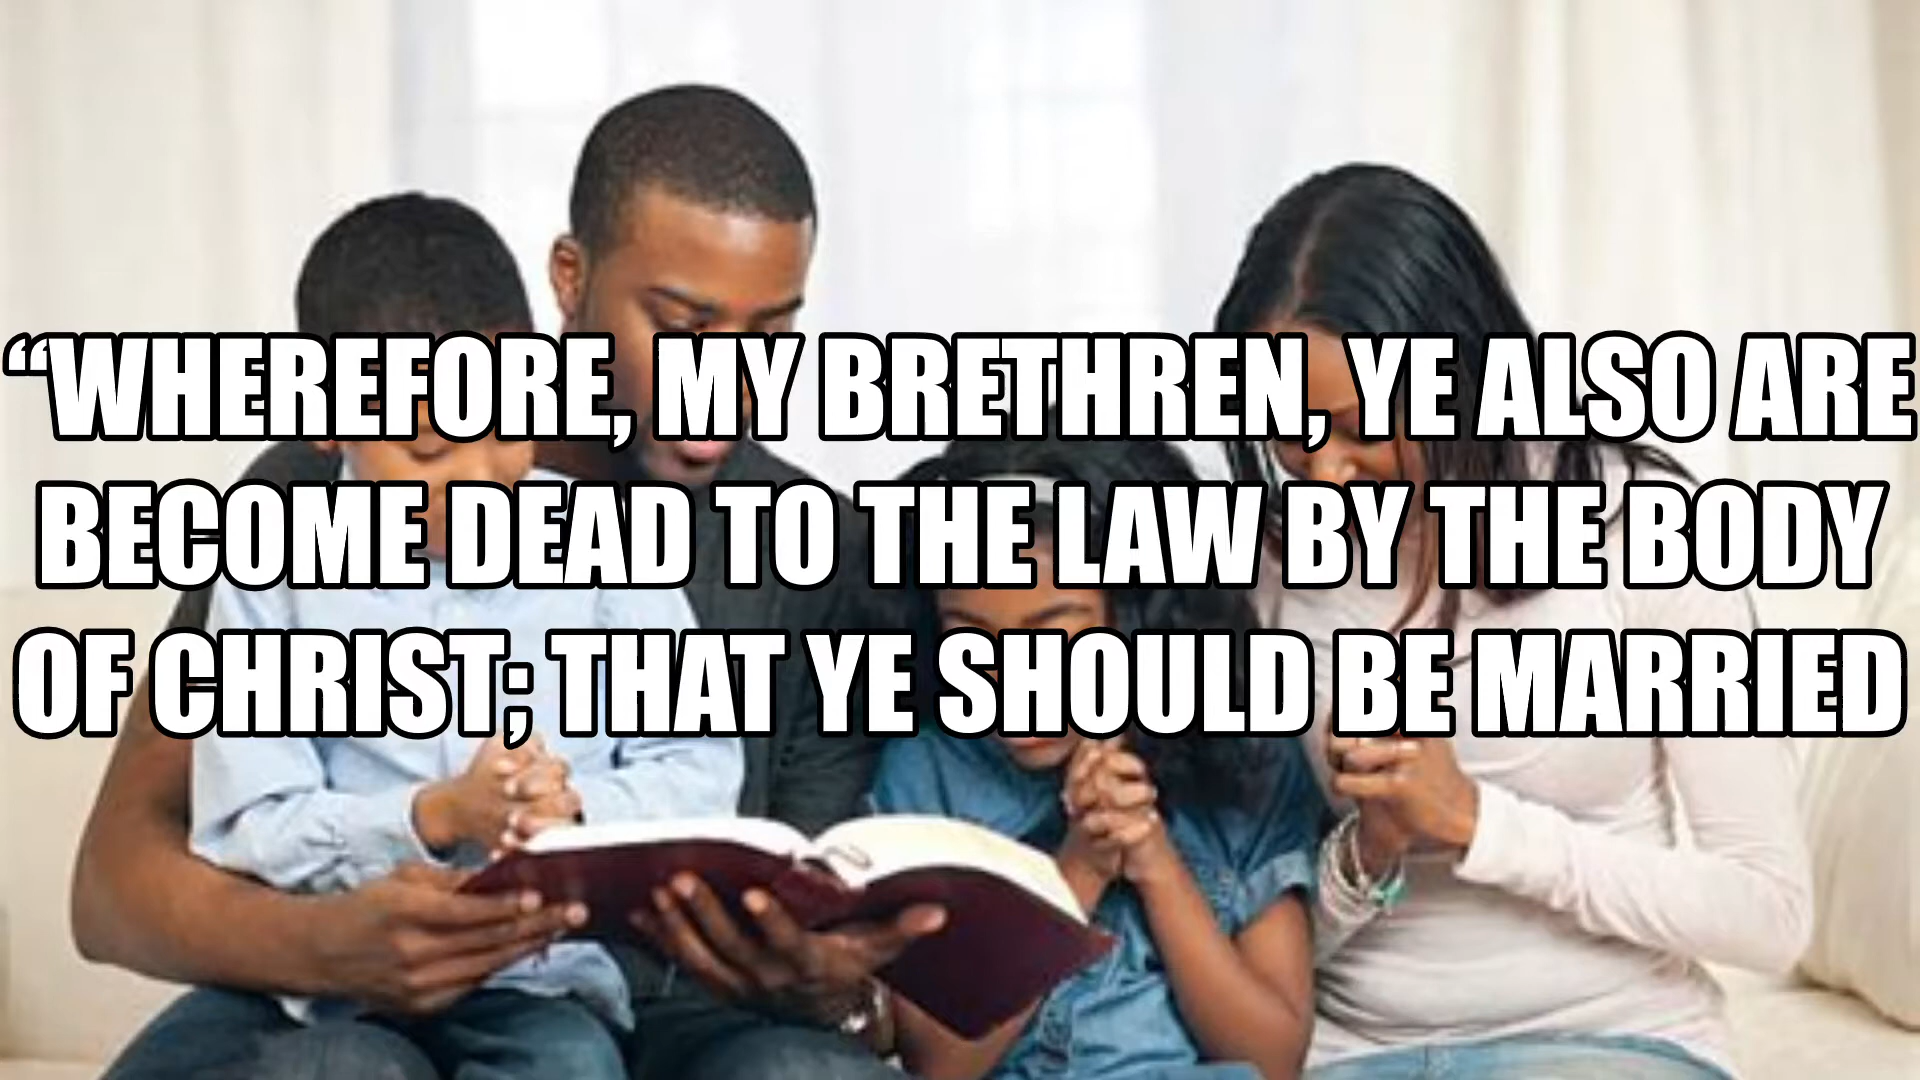 “WHEREFORE, MY BRETHREN, YE ALSO ARE
BECOME DEAD TO THE LAW BY THE BODY
OF CHRIST; THAT YE SHOULD BE MARRIED